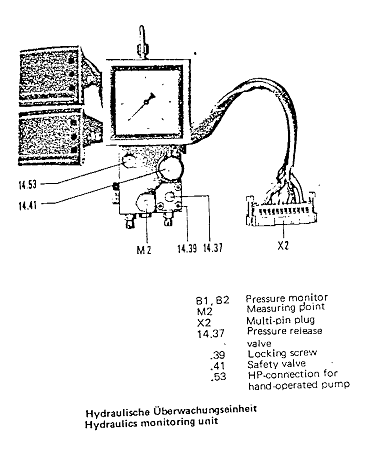 14.53
14.41
M2
14.39
14.37
X2
B1, B2 Pressure monitor
M2 Measuring point
X2 Multi-pin plug
14,37 Pressure release
valve
.39 Locking screw
.41 Safety valve
.53 HP-connection for
hand-operated pump
Hydraulische Überwachungseinheit
Hydraulics monitoring unit